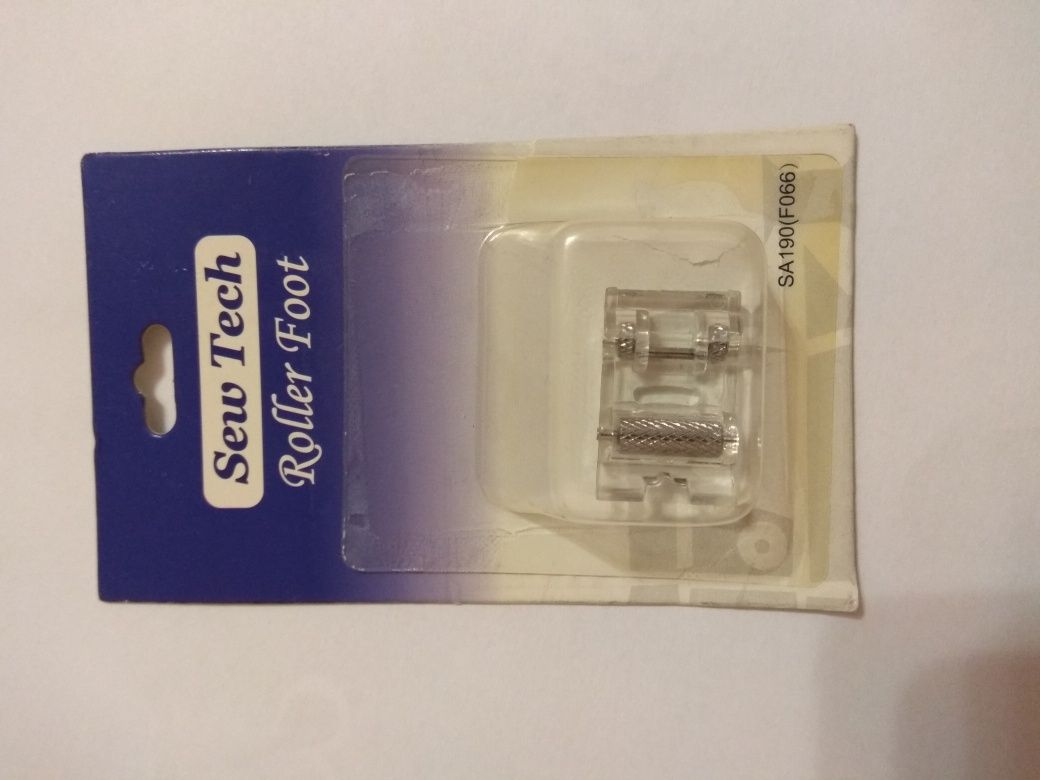 Sew Tech
Roller Foot
SA190(F066)